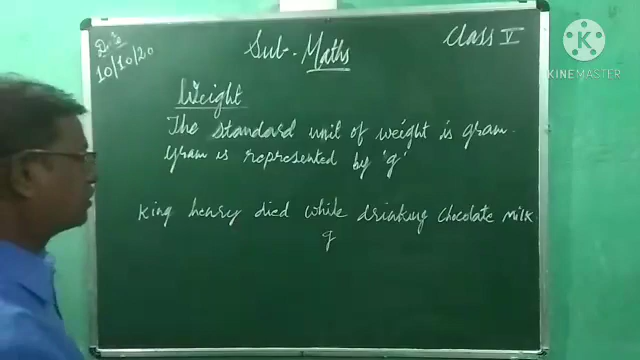 D/e
10/10/20
Sub- Maths
Class V
KINEMASTER
Weight
The standard unit of weight is gram.
gram is represented by 'g'
King henry died while drinking chocolate milk.
g